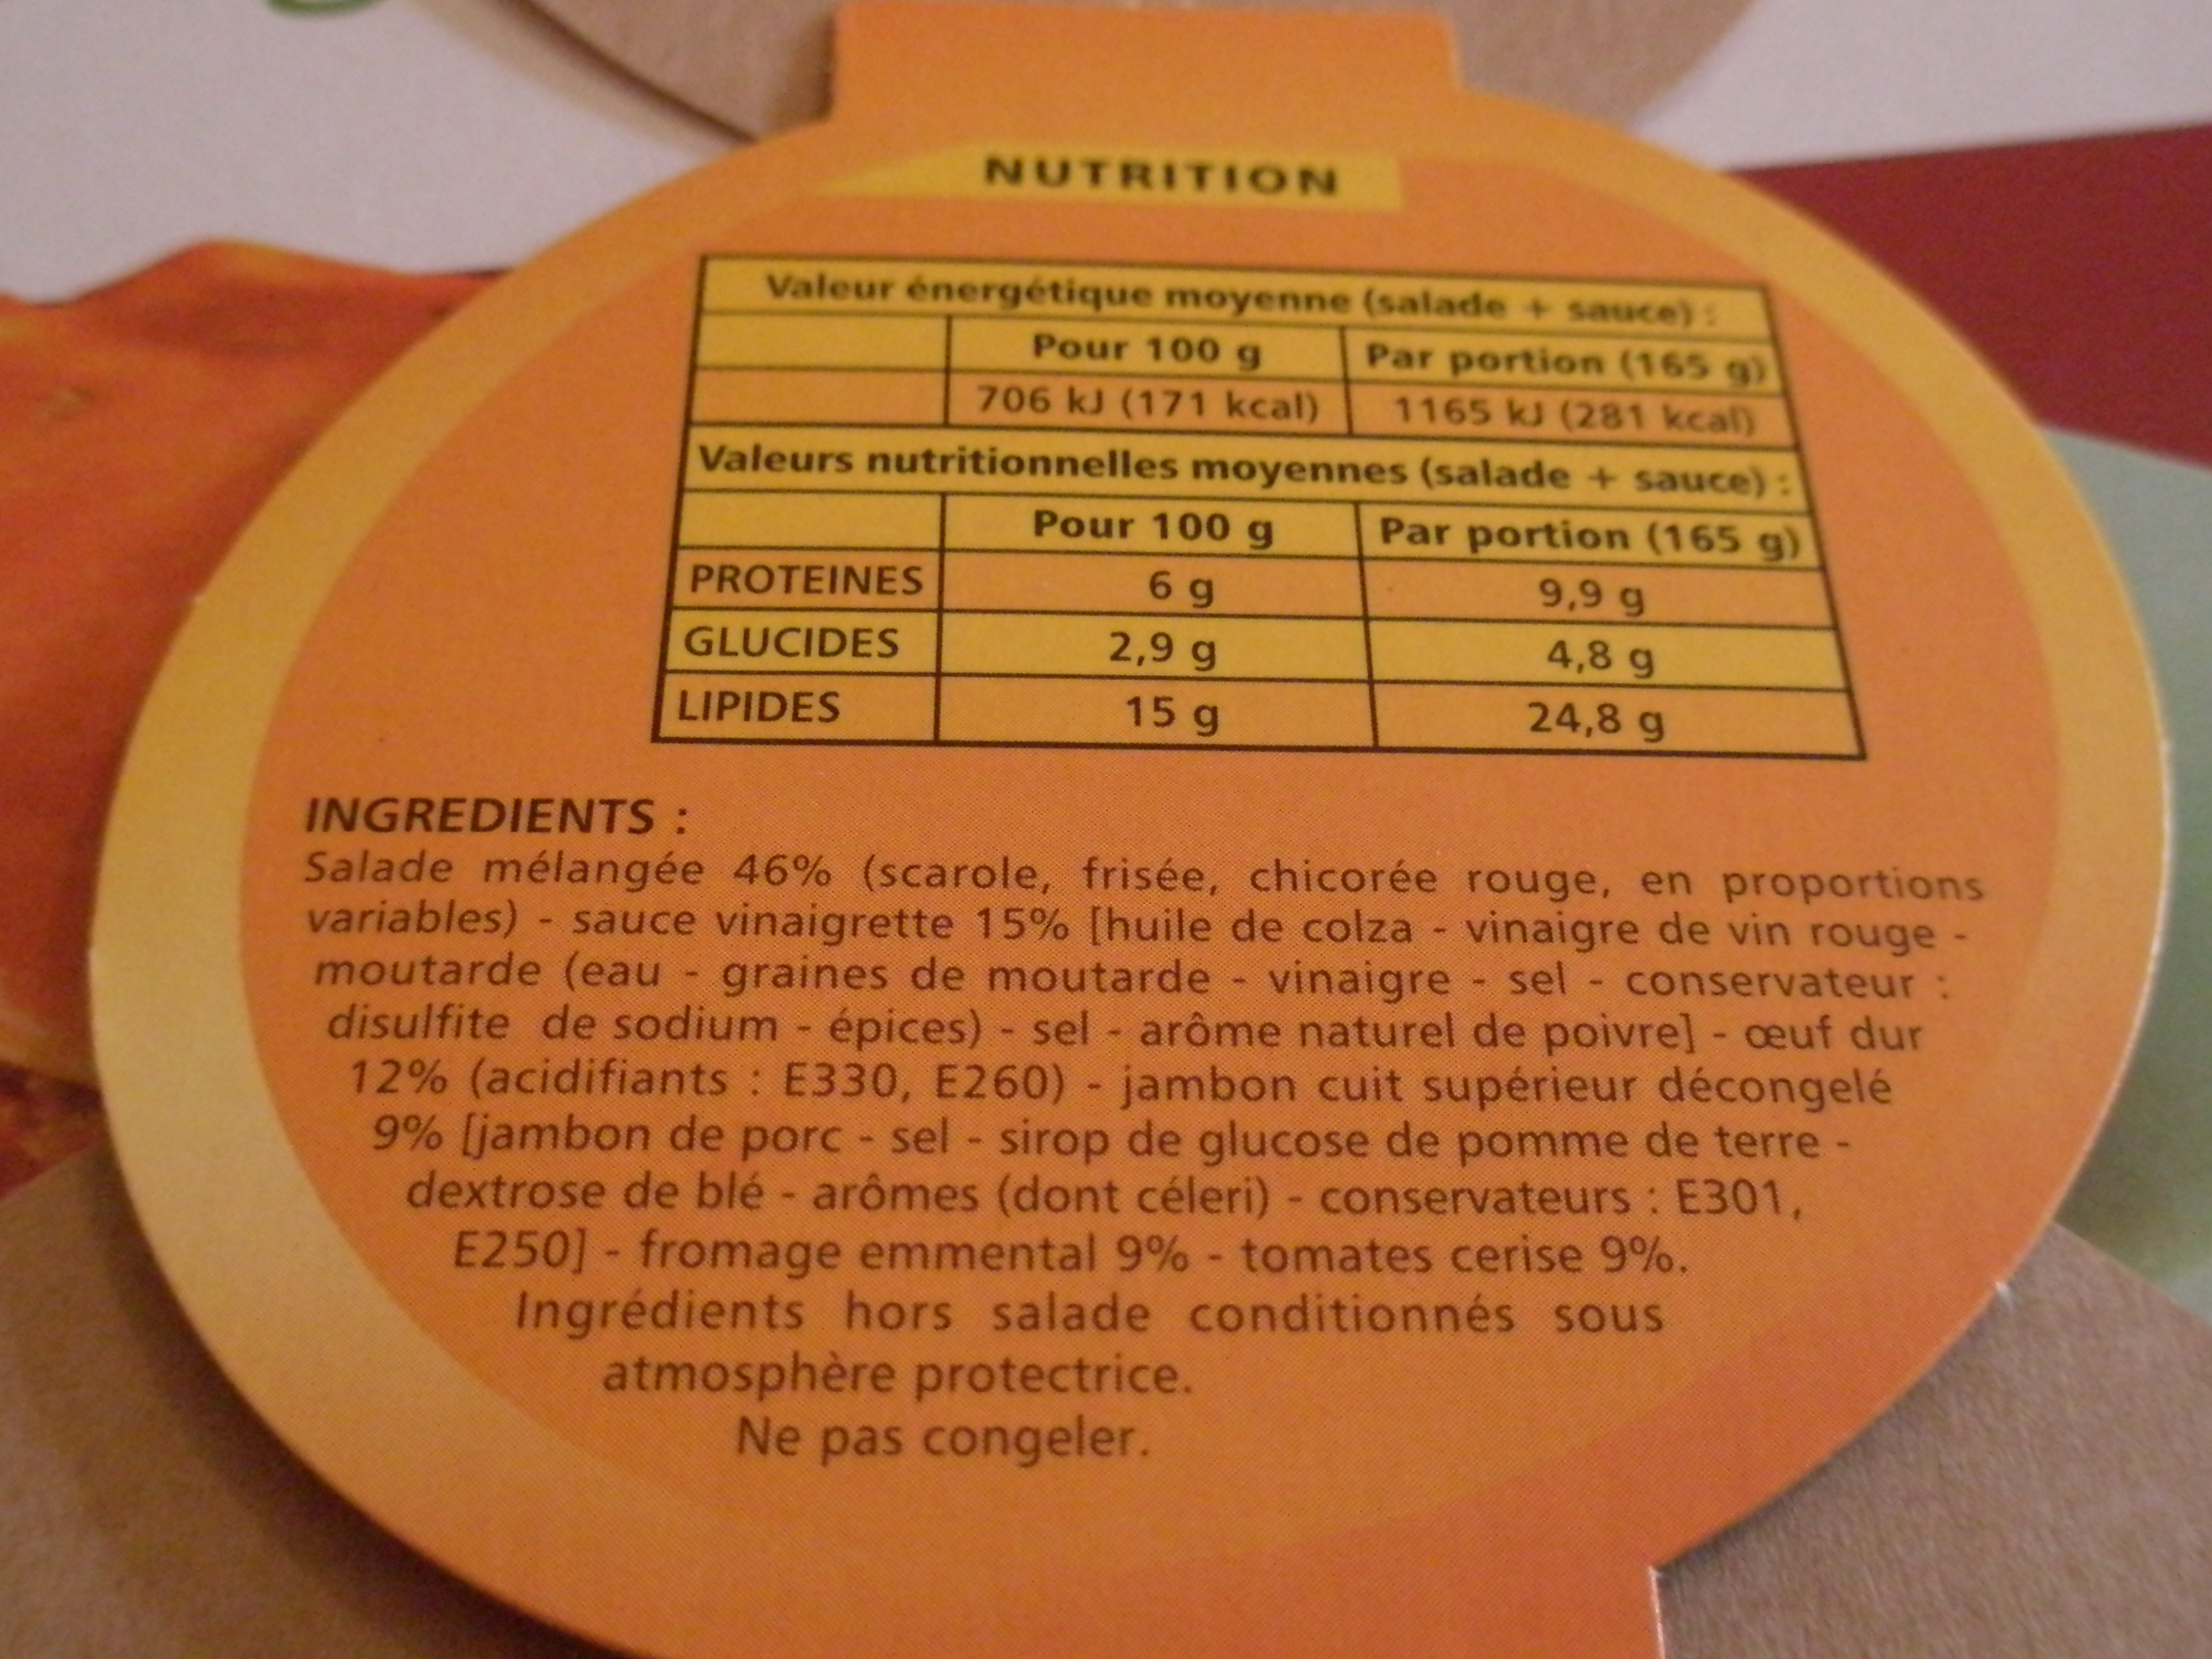 NUTRITION
Valeur énergétique moyenne (salade + sauce) :
Pour 100 g Par portion (165 g)
706 kJ (171 kcal) 1165 kJ (281 kcal)
Valeurs nutritionnelles moyennes (salade + sauce) :
Pour 100 g Par portion (165 g)
PROTEINES 6 g 9,9 g
GLUCIDES 2,9 g 4,8 g
LIPIDES 15 g 24,8 g
INGREDIENTS :
Salade mélangée 46% (scarole, frisée, chicorée rouge, en proportions
variables) - sauce vinaigrette 15% [huile de colza - vinaigre de vin rouge -
moutarde (eau - graines de moutarde - vinaigre - sel - conservateur :
disulfite de sodium - épices) - sel - arôme naturel de poivre] - œuf dur
12% (acidifiants : E330, E260) - jambon cuit supérieur décongelé
9% [jambon de porc - sel - sirop de glucose de pomme de terre -
dextrose de blé - arômes (dont céleri) - conservateurs : E301,
E250] - fromage emmental 9% - tomates cerise 9%.
Ingrédients hors salade conditionnés sous
atmosphère protectrice.
Ne pas congeler.